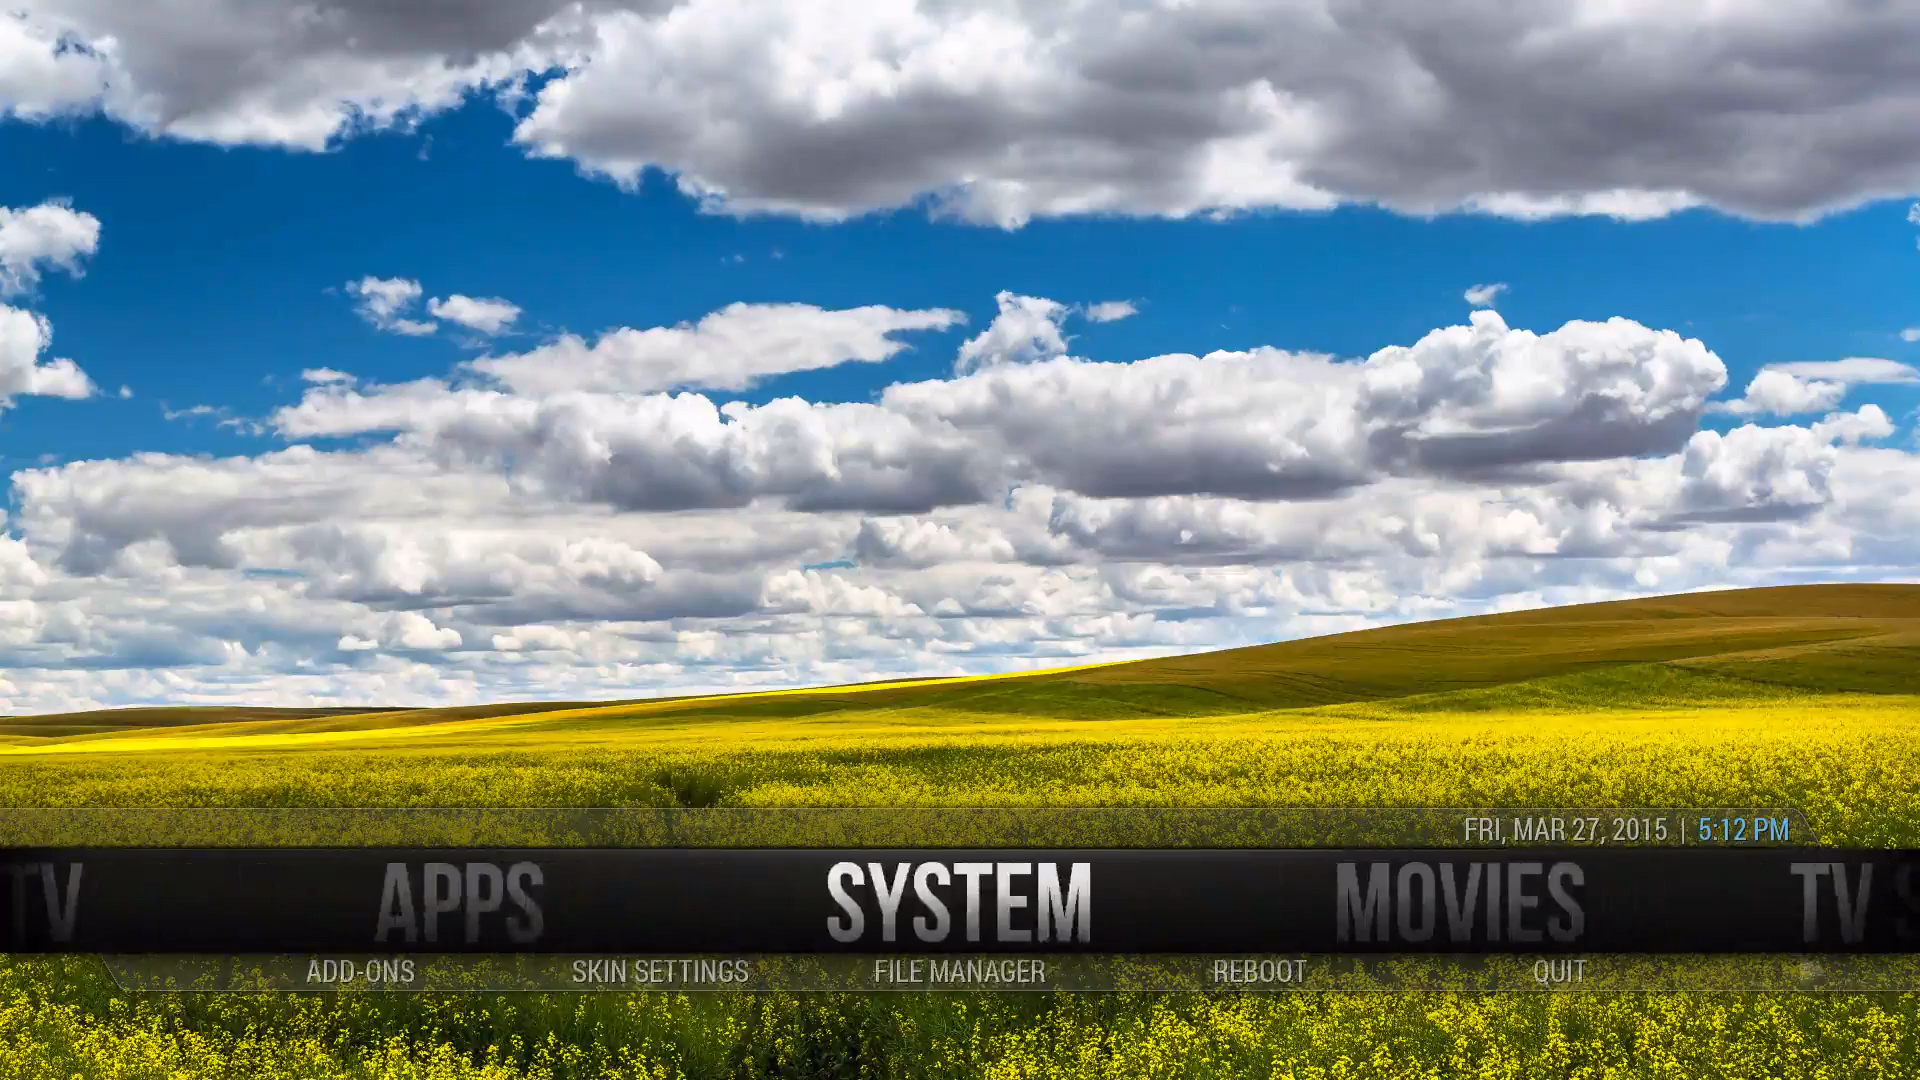 FRI, MAR 27, 2015 | 5:12 PM
TV APPS SYSTEM MOVIES TV S
ADD-ONS SKIN SETTINGS FILE MANAGER REBOOT QUIT